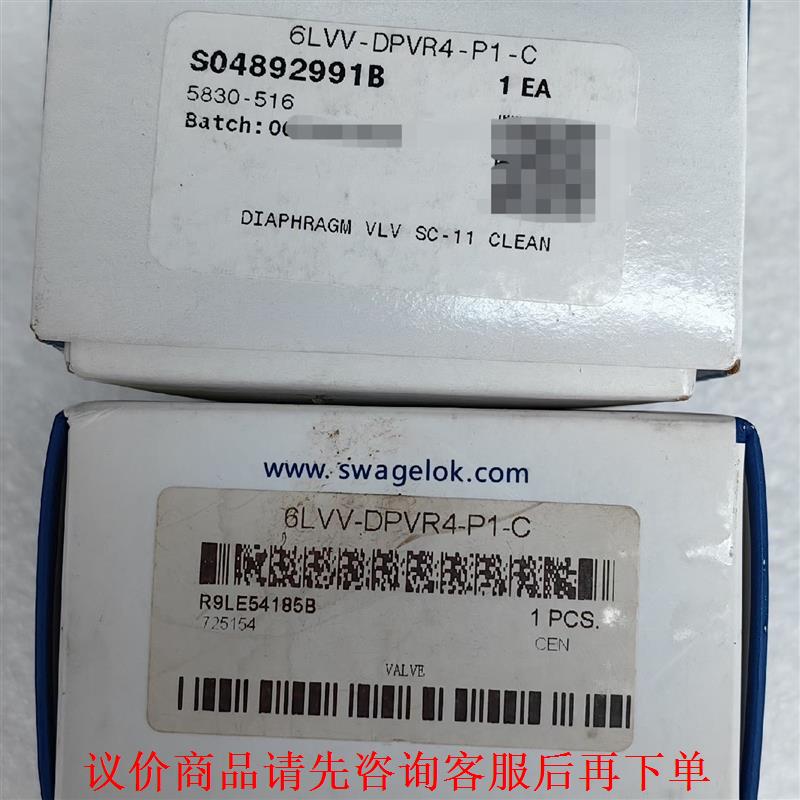 6LVV-DPVR4-P1-C
S04892991B
1 EA
5830-516
Batch:00
DIAPHRAGM VLV SC-11 CLEAN
www.swagelok.com
6LVV-DPVR4-P1-C
R9LE54185B
1 PCS.
725154
CEN
VALVE
议价商品请先咨询客服后再下单